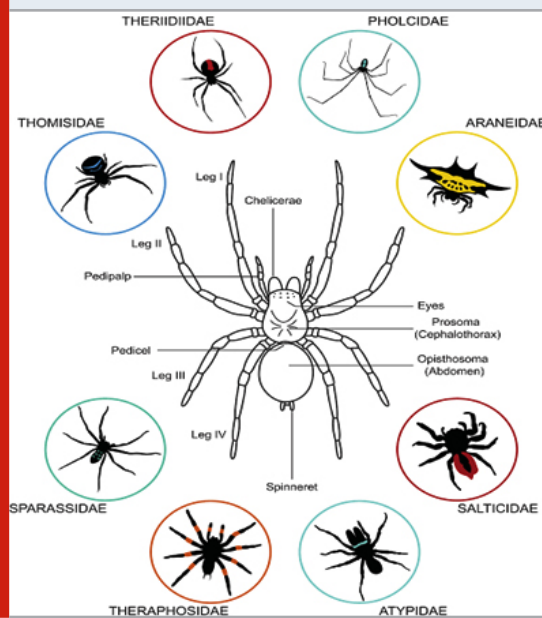 THERIIDIIDAE
PHOLCIDAE
THOMISIDAE
ARANEIDAE
Leg I
Chelicerae
Leg II
Pedipalp
Eyes
Prosoma
(Cephalothorax)
Pedicel
Opisthosoma
(Abdomen)
Leg III
Leg IV
Spinneret
SPARASSIDAE
SALTICIDAE
THERAPHOSIDAE
ATYPIDAE